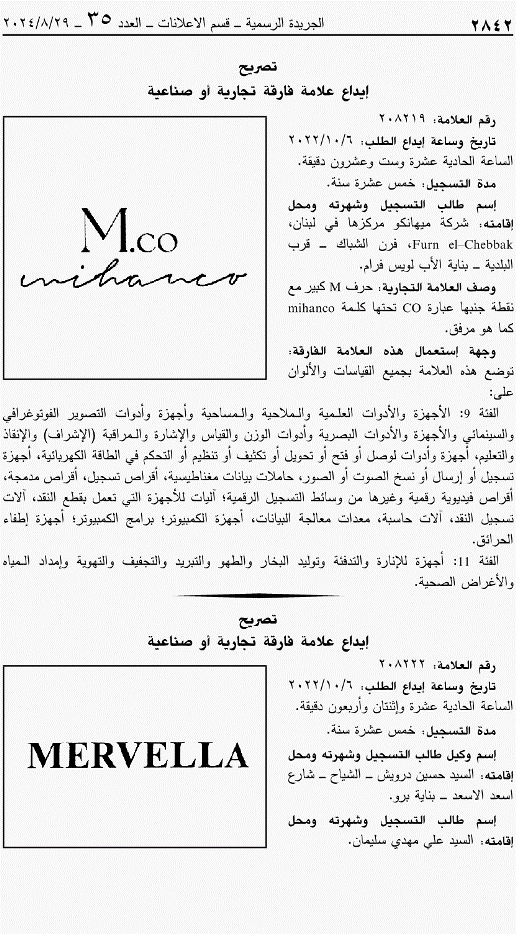 ٢٨٤٢
الجريدة الرسمية ــ قسم الاعلانات ــ العدد ٣٥ ــ ٢٠٢٤/٨/٢٩
تصريح
إيداع علامة فارقة تجارية أو صناعية
رقم العلامة: ٢٠٨٢١٩
تاريخ وساعة إيداع الطلب: ٢٠٢٢/١٠/٦
الساعة الحادية عشرة وست وعشرون دقيقة.
مدة التسجيل: خمس عشرة سنة.
إسم طالب التسجيل وشهرته ومحل
إقامته: شركة ميهانكو مركزها في لبنان،
Furn el–Chebbak، فرن الشباك ــ قرب
البلدية ــ بناية الأب لويس فرام.
وصف العلامة التجارية: حرف M كبير مع
نقطة جنبها عبارة CO تحتها كلمة mihanco
كما هو مرفق.
وجهة إستعمال هذه العلامة الفارقة:
توضع هذه العلامة بجميع القياسات والألوان
على:
M.co
mihanco
الفئة 9: الأجهزة والأدوات العلمية والملاحية والمساحية وأجهزة وأدوات التصوير الفوتوغرافي
والسينمائي والأجهزة والأدوات البصرية وأدوات الوزن والقياس والإشارة والمراقبة (الإشراف) والإنقاذ
والتعليم، أجهزة وأدوات لوصل أو فتح أو تحويل أو تكثيف أو تنظيم أو التحكم في الطاقة الكهربائية، أجهزة
تسجيل أو إرسال أو نسخ الصوت أو الصور، حاملات بيانات مغناطيسية، أقراص تسجيل، أقراص مدمجة،
أقراص فيديوية رقمية وغيرها من وسائط التسجيل الرقمية؛ آليات للأجهزة التي تعمل بقطع النقد، آلات
تسجيل النقد، آلات حاسبة، معدات معالجة البيانات، أجهزة الكمبيوتر؛ برامج الكمبيوتر؛ أجهزة إطفاء
الحرائق.
الفئة 11: أجهزة للإنارة والتدفئة وتوليد البخار والطهو والتبريد والتجفيف والتهوية وإمداد المياه
والأغراض الصحية.
تصريح
إيداع علامة فارقة تجارية أو صناعية
رقم العلامة: ٢٠٨٢٢٢
تاريخ وساعة إيداع الطلب: ٢٠٢٢/١٠/٦
الساعة الحادية عشرة وإثنتان وأربعون دقيقة.
مدة التسجيل: خمس عشرة سنة.
إسم وكيل طالب التسجيل وشهرته ومحل
إقامته: السيد حسين درويش ــ الشياح ــ شارع
اسعد الاسعد ــ بناية برو.
إسم طالب التسجيل وشهرته ومحل
إقامته: السيد علي مهدي سليمان.
MERVELLA